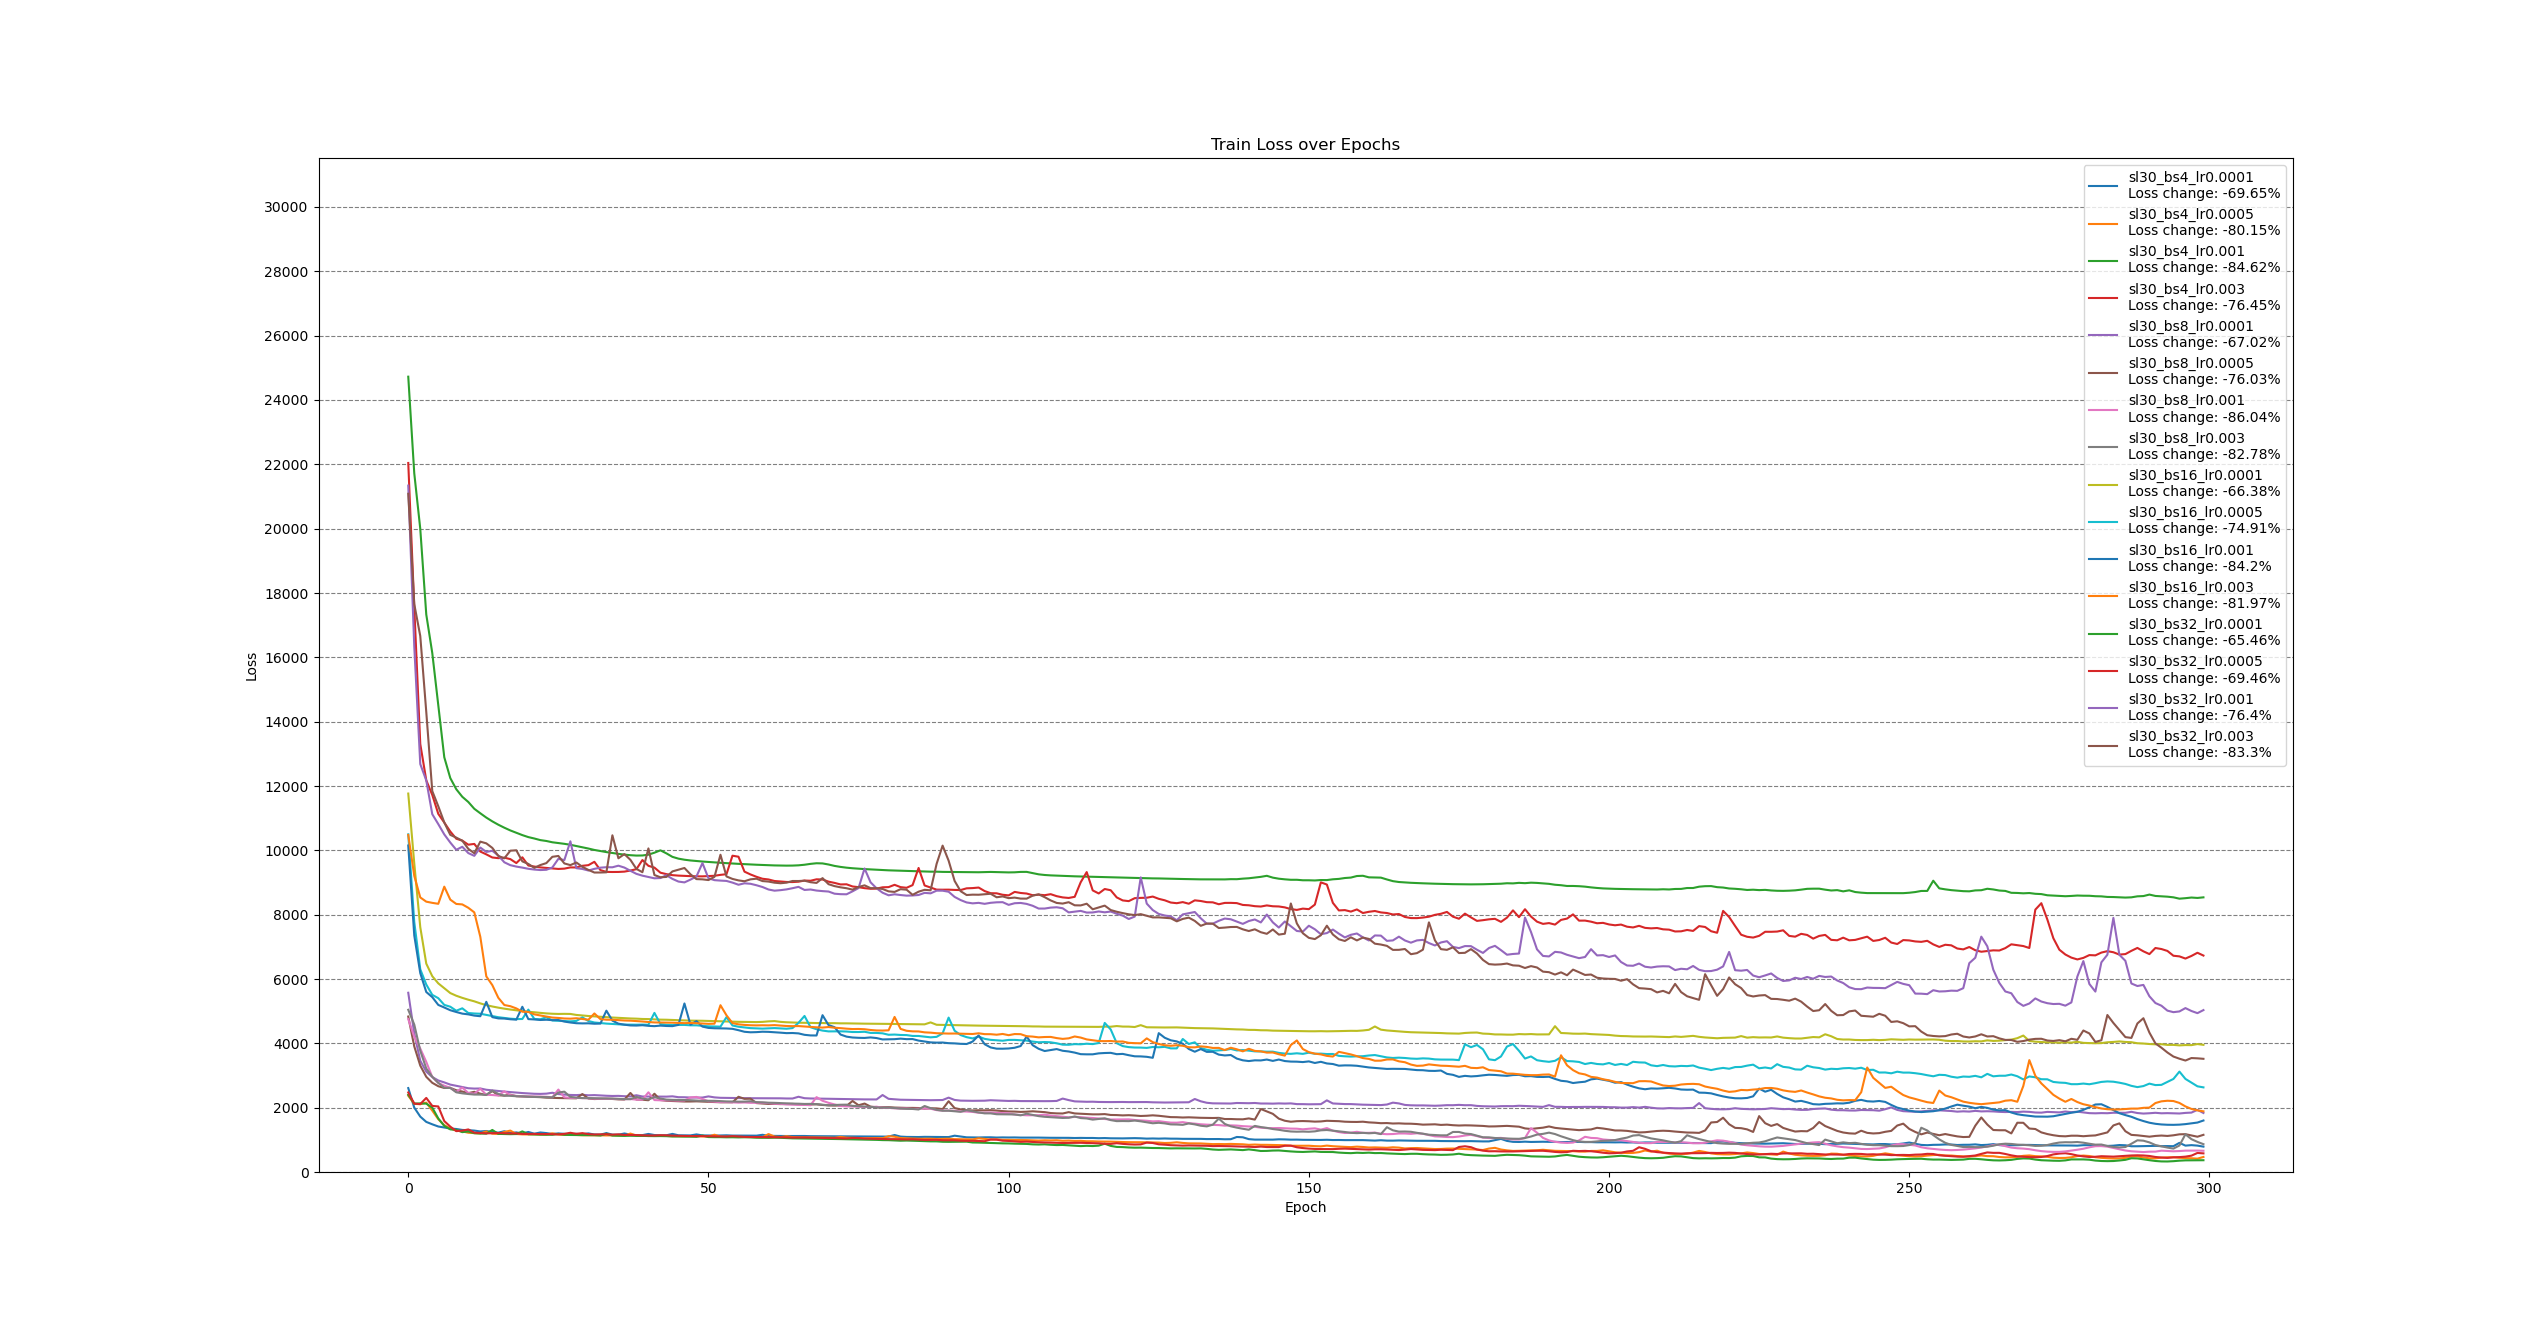 Train Loss over Epochs
sl30_bs4_lr0.0001
Loss change: -69.65%
sl30_bs4_lr0.0005
Loss change: -80.15%
sl30_bs4_lr0.001
Loss change: -84.62%
sl30_bs4_lr0.003
Loss change: -76.45%
sl30_bs8_lr0.0001
Loss change: -67.02%
sl30_bs8_lr0.0005
Loss change: -76.03%
sl30_bs8_lr0.001
Loss change: -86.04%
sl30_bs8_lr0.003
Loss change: -82.78%
sl30_bs16_lr0.0001
Loss change: -66.38%
sl30_bs16_lr0.0005
Loss change: -74.91%
sl30_bs16_lr0.001
Loss change: -84.2%
sl30_bs16_lr0.003
Loss change: -81.97%
sl30_bs32_lr0.0001
Loss change: -65.46%
sl30_bs32_lr0.0005
Loss change: -69.46%
sl30_bs32_lr0.001
Loss change: -76.4%
sl30_bs32_lr0.003
Loss change: -83.3%
30000
28000
26000
24000
22000
20000
18000
16000
14000
12000
10000
8000
6000
4000
2000
0
Loss
0 50 100 150 200 250 300
Epoch